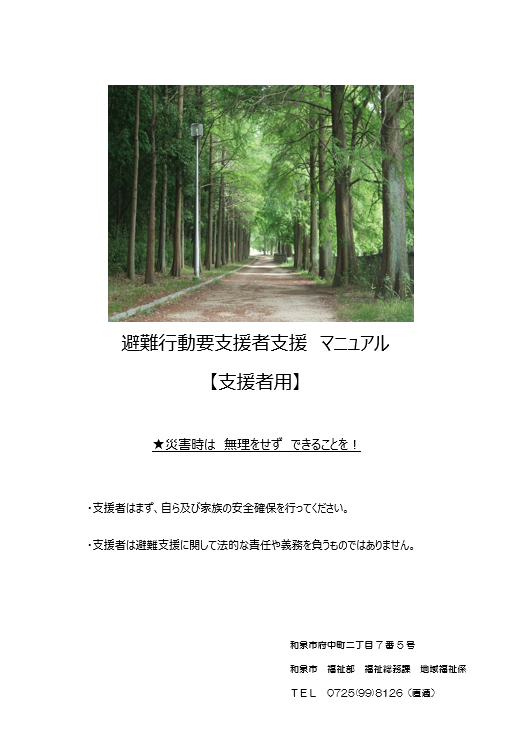 避難行動要支援者支援　マニュアル
【支援者用】
★災害時は　無理をせず　できることを！
・支援者はまず、自ら及び家族の安全確保を行ってください。
・支援者は避難支援に関して法的な責任や義務を負うものではありません。
和泉市府中町二丁目７番５号
和泉市　福祉部　福祉総務課　地域福祉係
ＴＥＬ　0725(99)8126（直通）